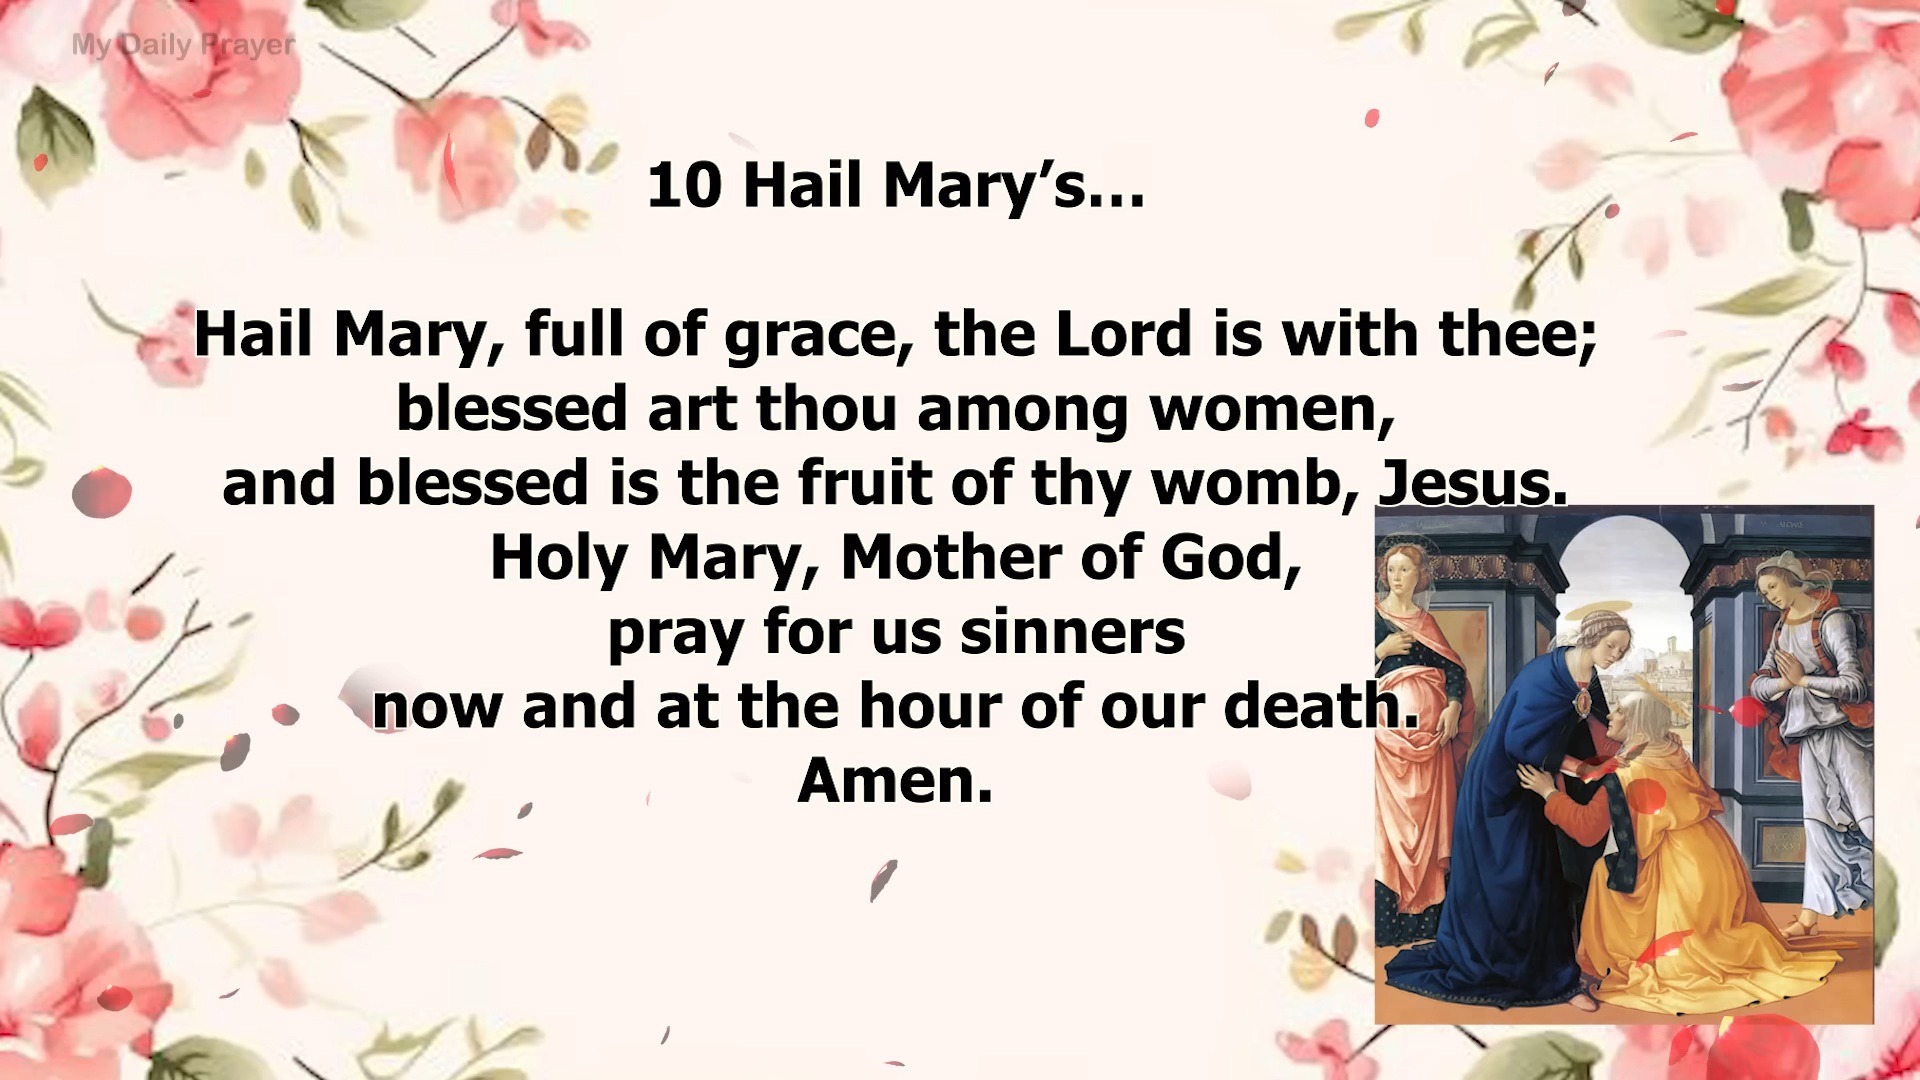 My Daily Prayer
10 Hail Mary’s...
Hail Mary, full of grace, the Lord is with thee;
blessed art thou among women,
and blessed is the fruit of thy womb, Jesus.
Holy Mary, Mother of God,
pray for us sinners
now and at the hour of our death.
Amen.